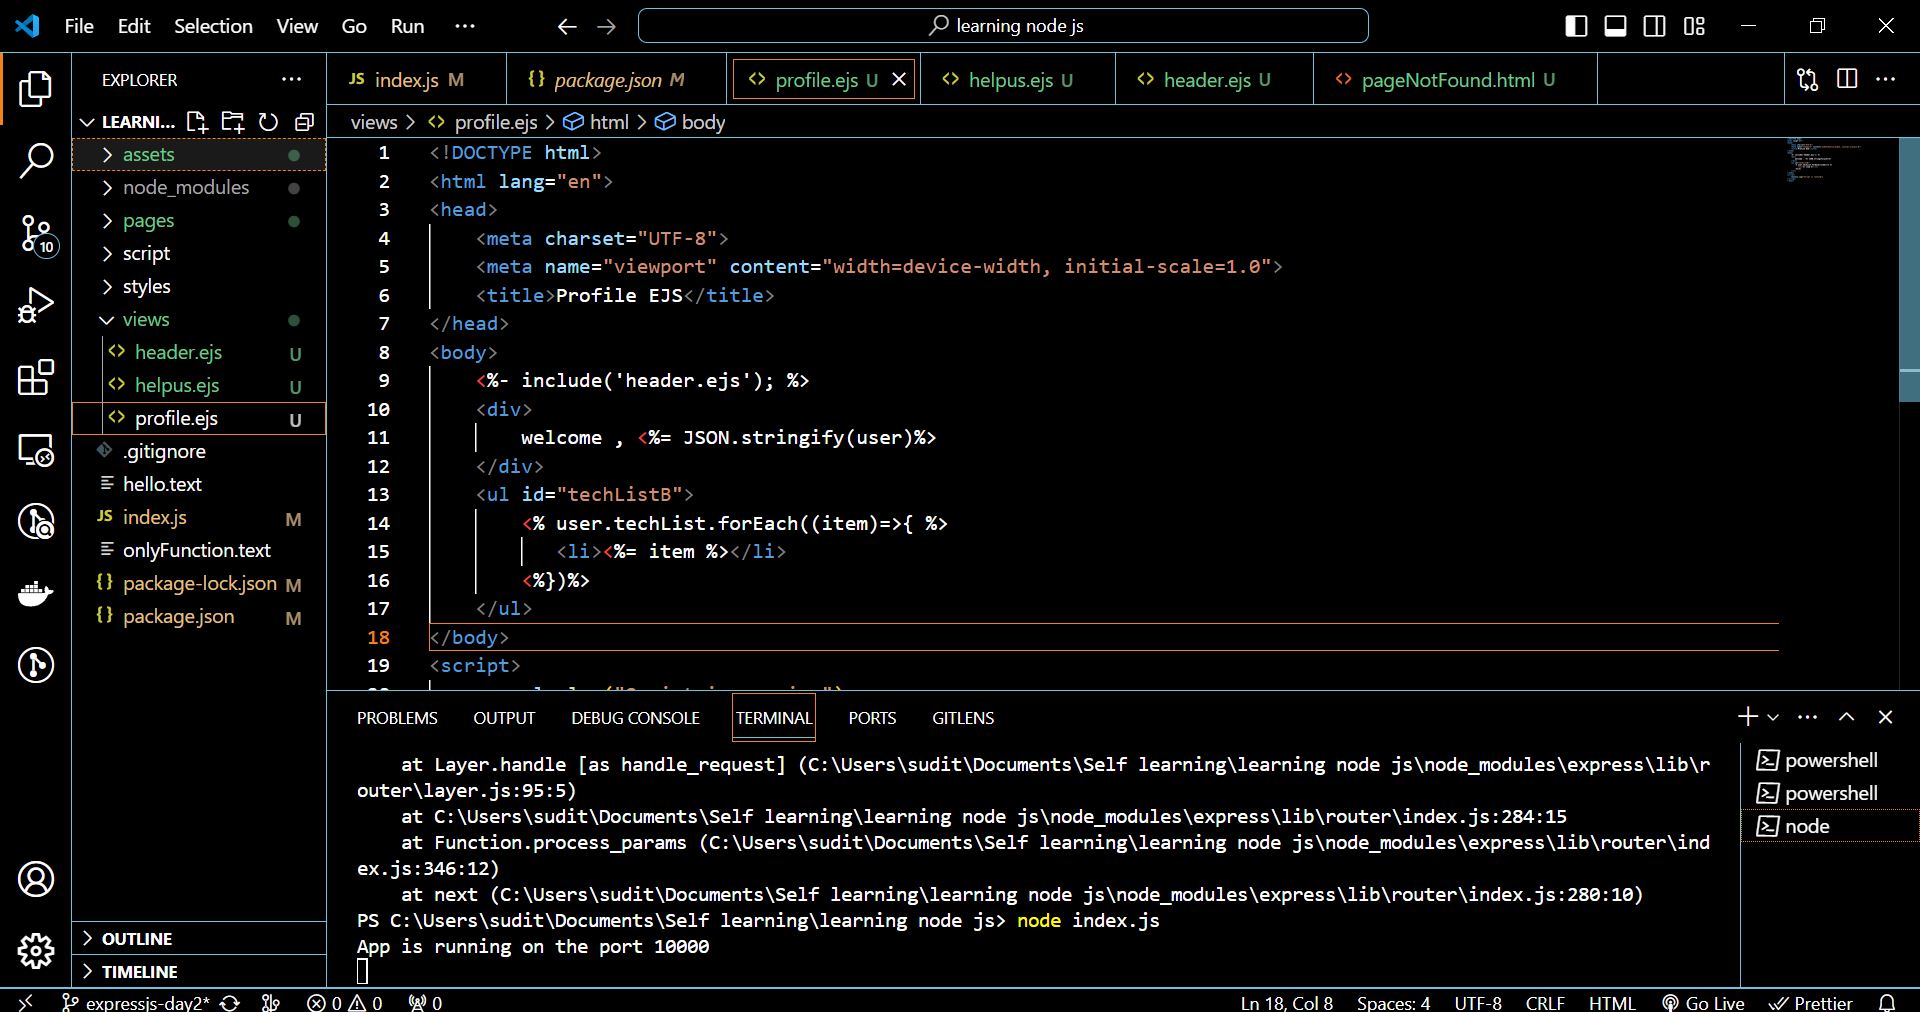 File Edit Selection View Go Run ···
learning node js
EXPLORER ···
JS index.js M
{} package.json M
<> profile.ejs U
<> helpus.ejs U
<> header.ejs U
<> pageNotFound.html U
LEARNI...
views > <> profile.ejs > html > body
assets
node_modules
pages
script
styles
views
<> header.ejs U
<> helpus.ejs U
<> profile.ejs U
.gitignore
hello.text
JS index.js M
onlyFunction.text
{} package-lock.json M
{} package.json M
OUTLINE
TIMELINE
10
1 <!DOCTYPE html>
2 <html lang="en">
3 <head>
4 <meta charset="UTF-8">
5 <meta name="viewport" content="width=device-width, initial-scale=1.0">
6 <title>Profile EJS</title>
7 </head>
8 <body>
9 <%- include('header.ejs'); %>
10 <div>
11 welcome , <%= JSON.stringify(user)%>
12 </div>
13 <ul id="techListB">
14 <% user.techList.forEach((item)=>{ %>
15 <li><%= item %></li>
16 <%})%>
17 </ul>
18 </body>
19 <script>
PROBLEMS OUTPUT DEBUG CONSOLE TERMINAL PORTS GITLENS
at Layer.handle [as handle_request] (C:\Users\sudit\Documents\Self learning\learning node js\node_modules\express\lib\r
outer\layer.js:95:5)
at C:\Users\sudit\Documents\Self learning\learning node js\node_modules\express\lib\router\index.js:284:15
at Function.process_params (C:\Users\sudit\Documents\Self learning\learning node js\node_modules\express\lib\router\ind
ex.js:346:12)
at next (C:\Users\sudit\Documents\Self learning\learning node js\node_modules\express\lib\router\index.js:280:10)
PS C:\Users\sudit\Documents\Self learning\learning node js> node index.js
App is running on the port 10000
powershell
powershell
node
expressjs-day2* 0 0 0 Ln 18, Col 8 Spaces: 4 UTF-8 CRLF HTML Go Live Prettier